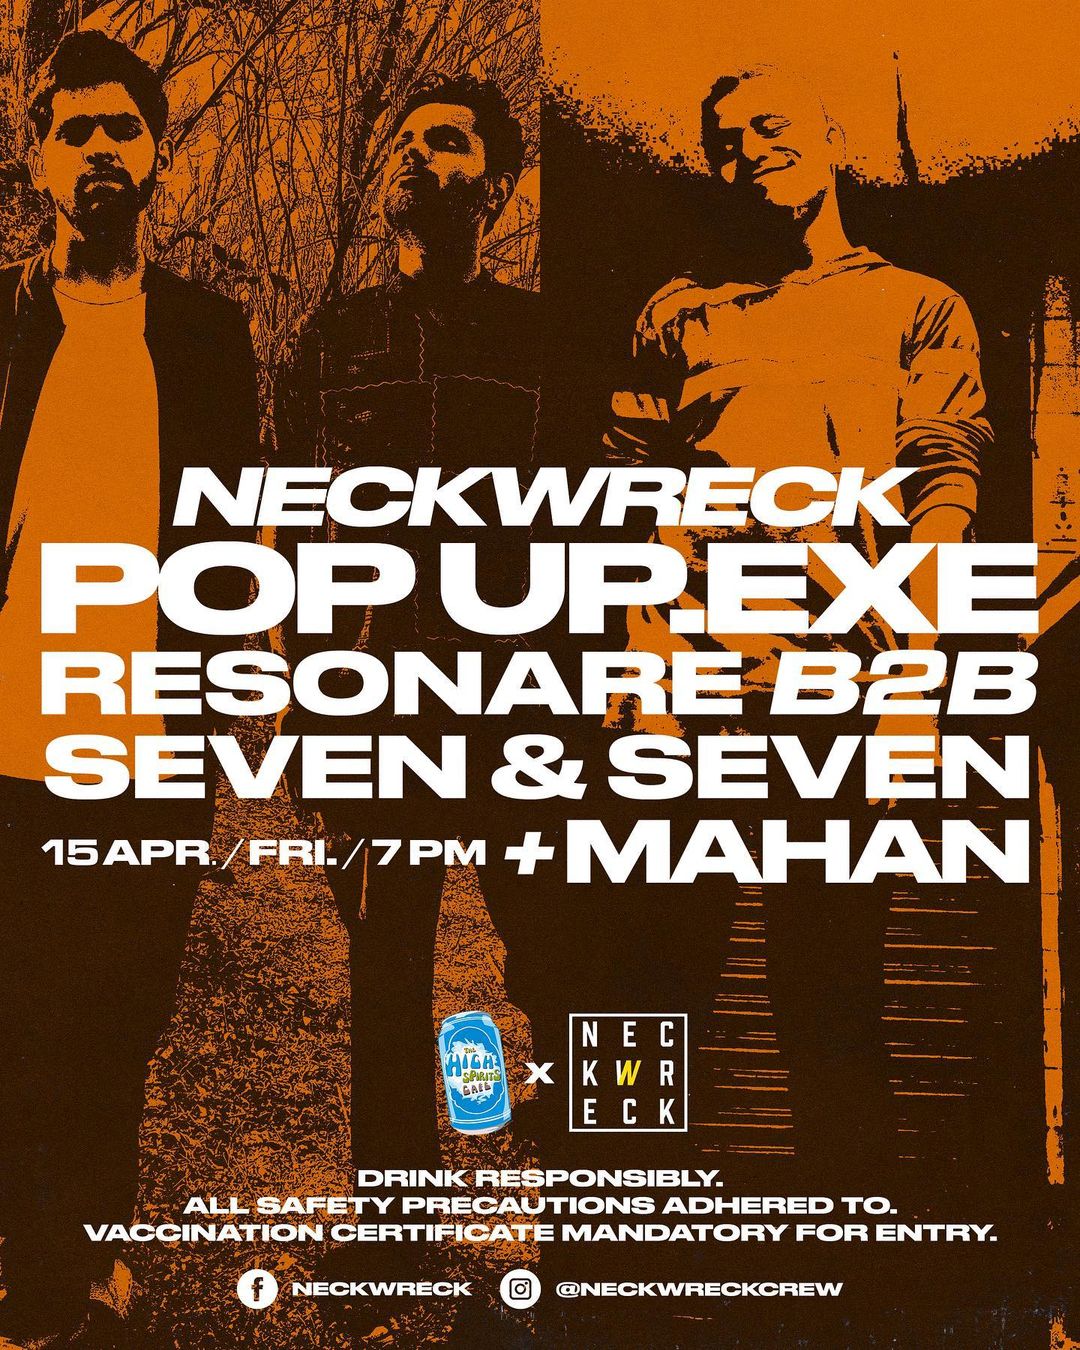 NECKWRECK
POP UP.EXE
RESONARE B2B
SEVEN & SEVEN
15 APR. / FRI. / 7 PM + MAHAN
THE
HIGH
SPIRITS
CAFE
x
NEC
KWR
ECK
DRINK RESPONSIBLY.
ALL SAFETY PRECAUTIONS ADHERED TO.
VACCINATION CERTIFICATE MANDATORY FOR ENTRY.
NECKWRECK @NECKWRECKCREW